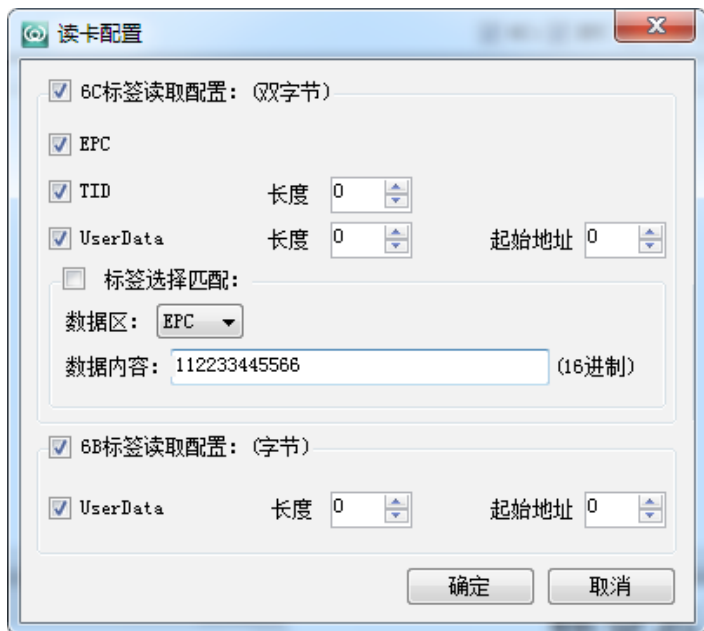 读卡配置
6C标签读取配置：(双字节)
EPC
TID 长度 0
UserData 长度 0 起始地址 0
标签选择匹配：
数据区： EPC
数据内容： 112233445566 (16进制)
6B标签读取配置：(字节)
UserData 长度 0 起始地址 0
确定 取消